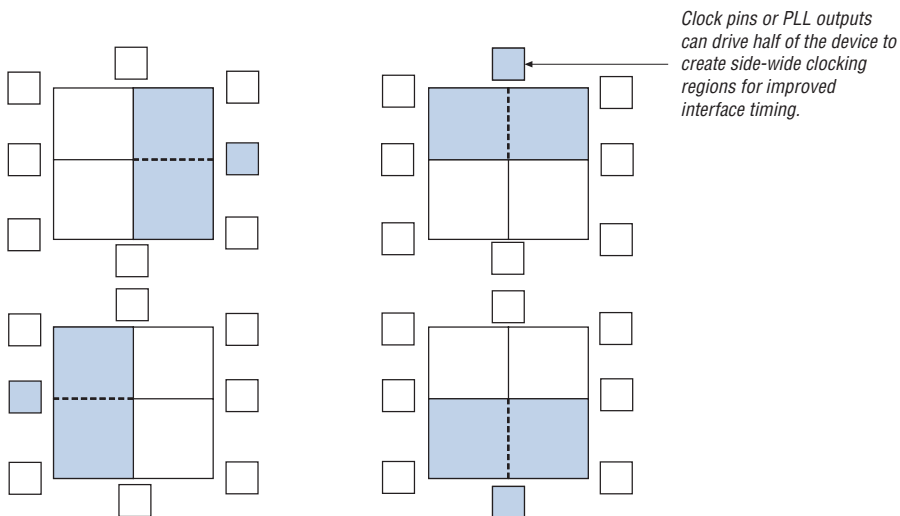 Clock pins or PLL outputs
can drive half of the device to
create side-wide clocking
regions for improved
interface timing.